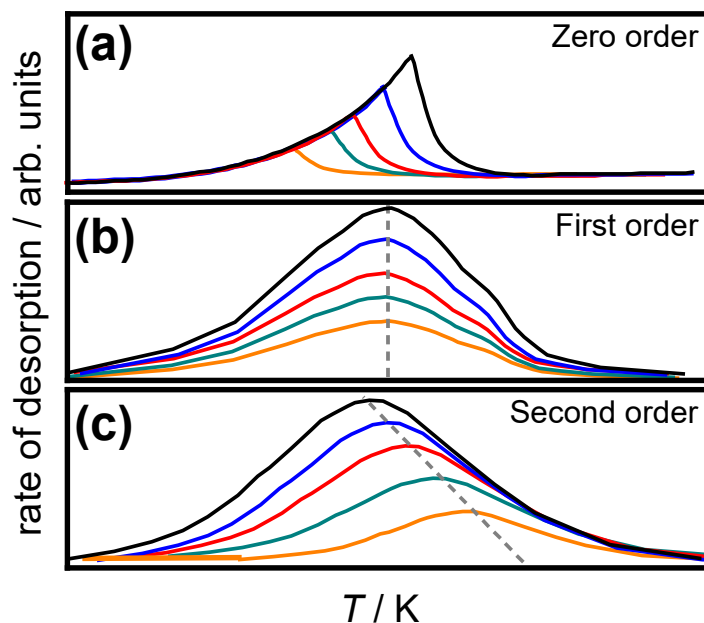 (a)
Zero order
(b)
First order
(c)
Second order
rate of desorption / arb. units
T / K